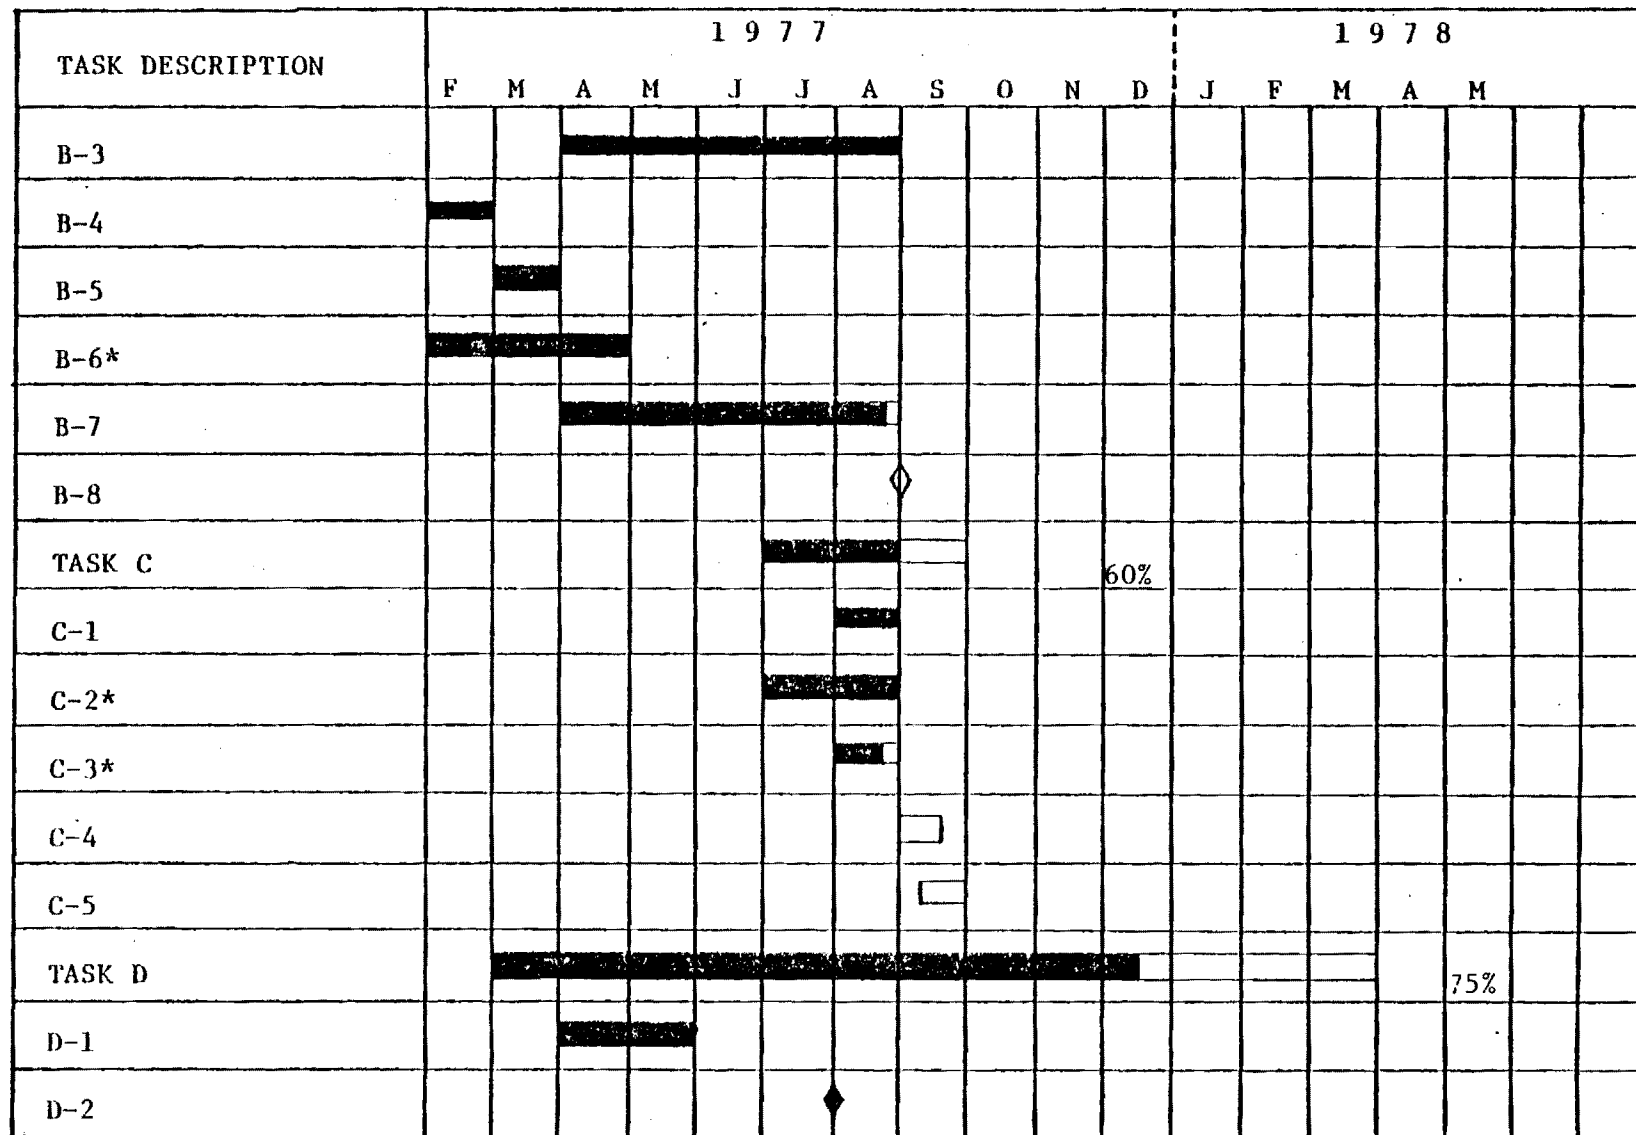 1 9 7 7
1 9 7 8
TASK DESCRIPTION
F M A M J J A S O N D J F M A M
B-3
B-4
B-5
B-6*
B-7
B-8
TASK C
60%
C-1
C-2*
C-3*
C-4
C-5
TASK D
75%
D-1
D-2